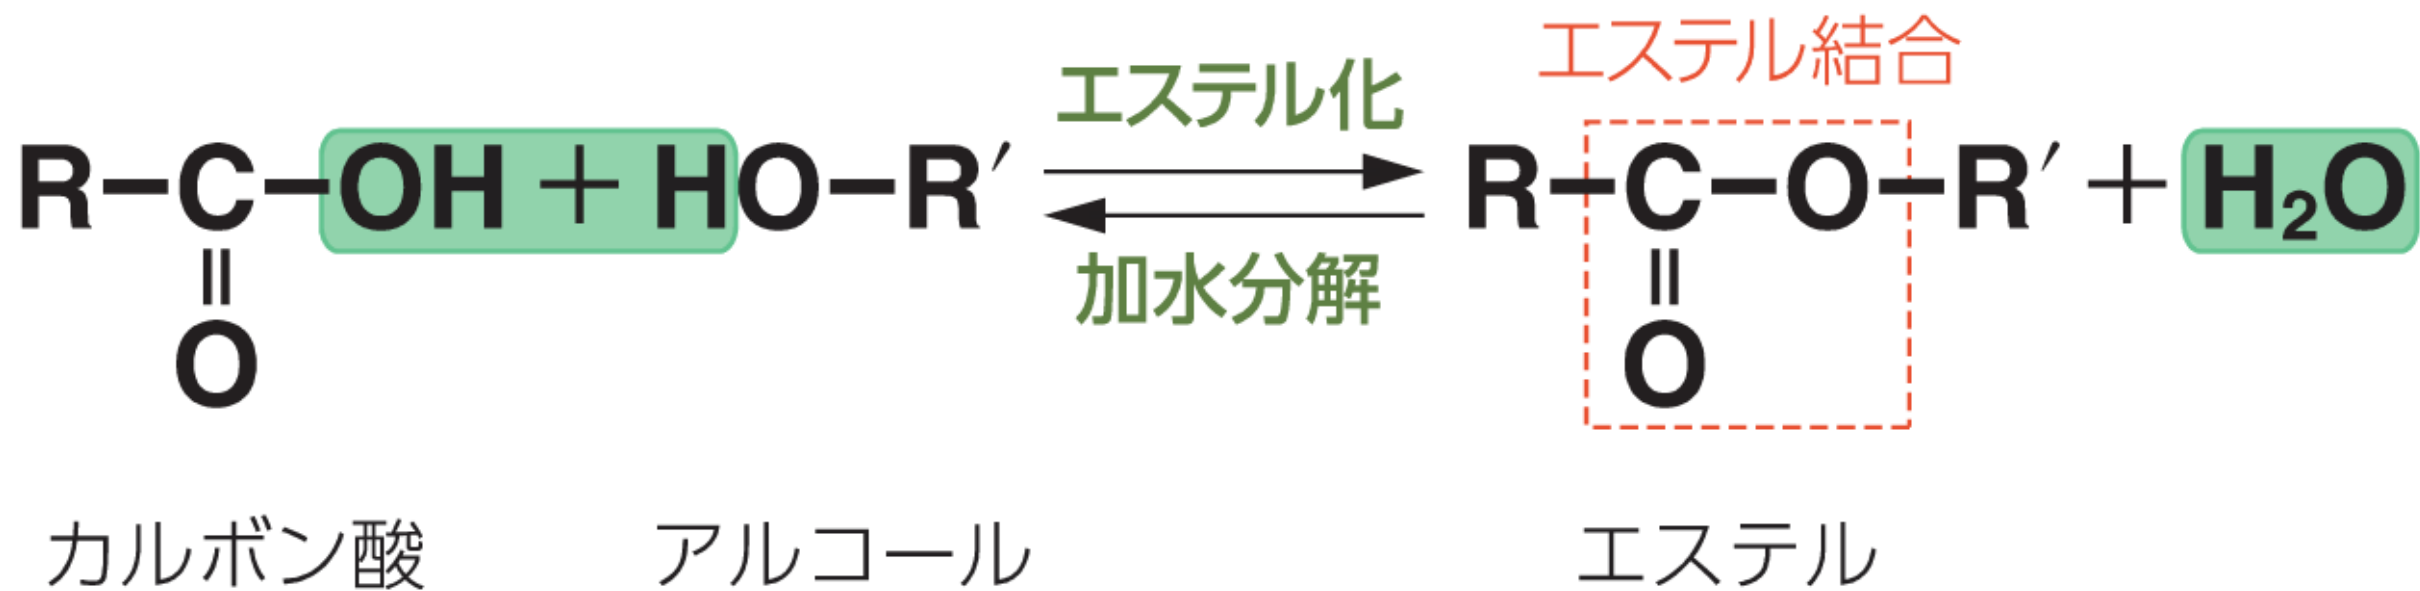 エステル結合
エステル化
R−C−OH + HO−R′ ⇄ R−C−O−R′ + H₂O
加水分解
|| ||
O O
カルボン酸 アルコール エステル